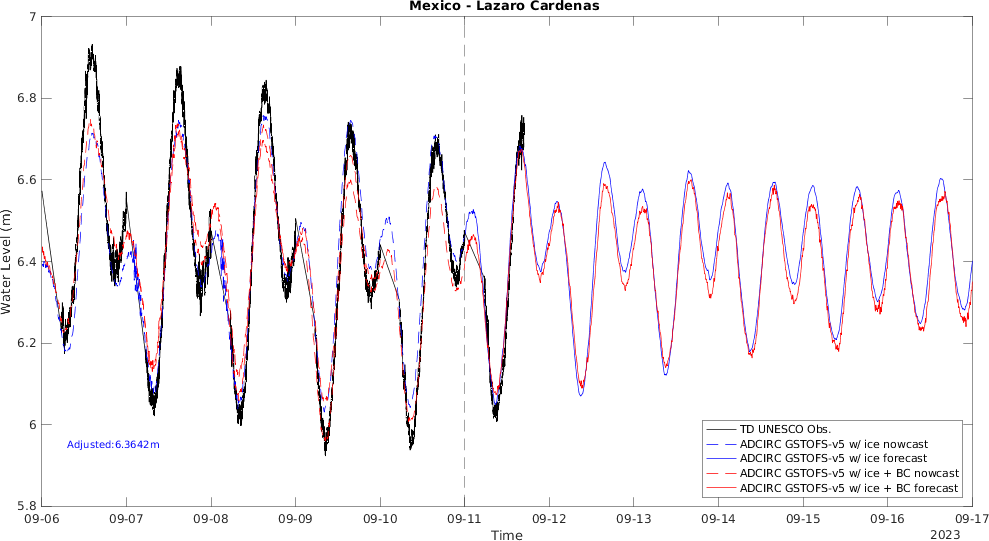 Mexico - Lazaro Cardenas
Water Level (m)
7
6.8
6.6
6.4
6.2
6
5.8
Adjusted:6.3642m
TD UNESCO Obs.
ADCIRC GSTOFS-v5 w/ ice nowcast
ADCIRC GSTOFS-v5 w/ ice forecast
ADCIRC GSTOFS-v5 w/ ice + BC nowcast
ADCIRC GSTOFS-v5 w/ ice + BC forecast
09-06 09-07 09-08 09-09 09-10 09-11 09-12 09-13 09-14 09-15 09-16 09-17
Time
2023